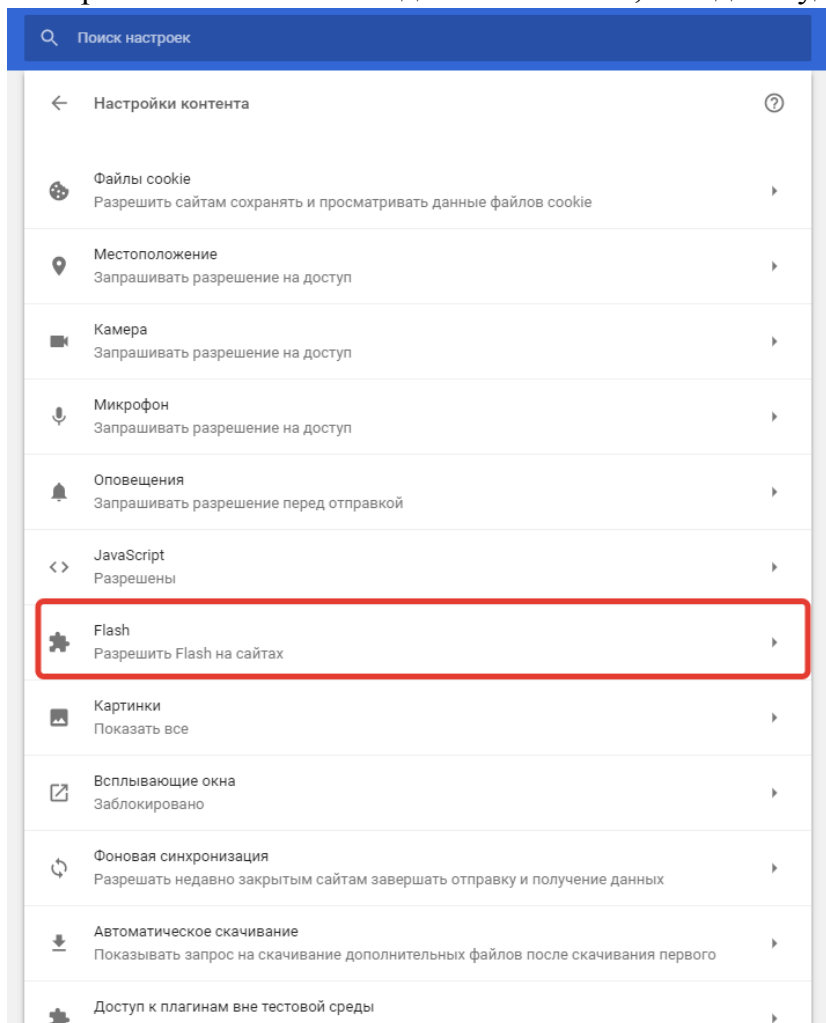 Поиск настроек
Настройки контента
Файлы cookie
Разрешить сайтам сохранять и просматривать данные файлов cookie
Местоположение
Запрашивать разрешение на доступ
Камера
Запрашивать разрешение на доступ
Микрофон
Запрашивать разрешение на доступ
Оповещения
Запрашивать разрешение перед отправкой
JavaScript
Разрешены
Flash
Разрешить Flash на сайтах
Картинки
Показать все
Всплывающие окна
Заблокировано
Фоновая синхронизация
Разрешать недавно закрытым сайтам завершать отправку и получение данных
Автоматическое скачивание
Показывать запрос на скачивание дополнительных файлов после скачивания первого
Доступ к плагинам вне тестовой среды